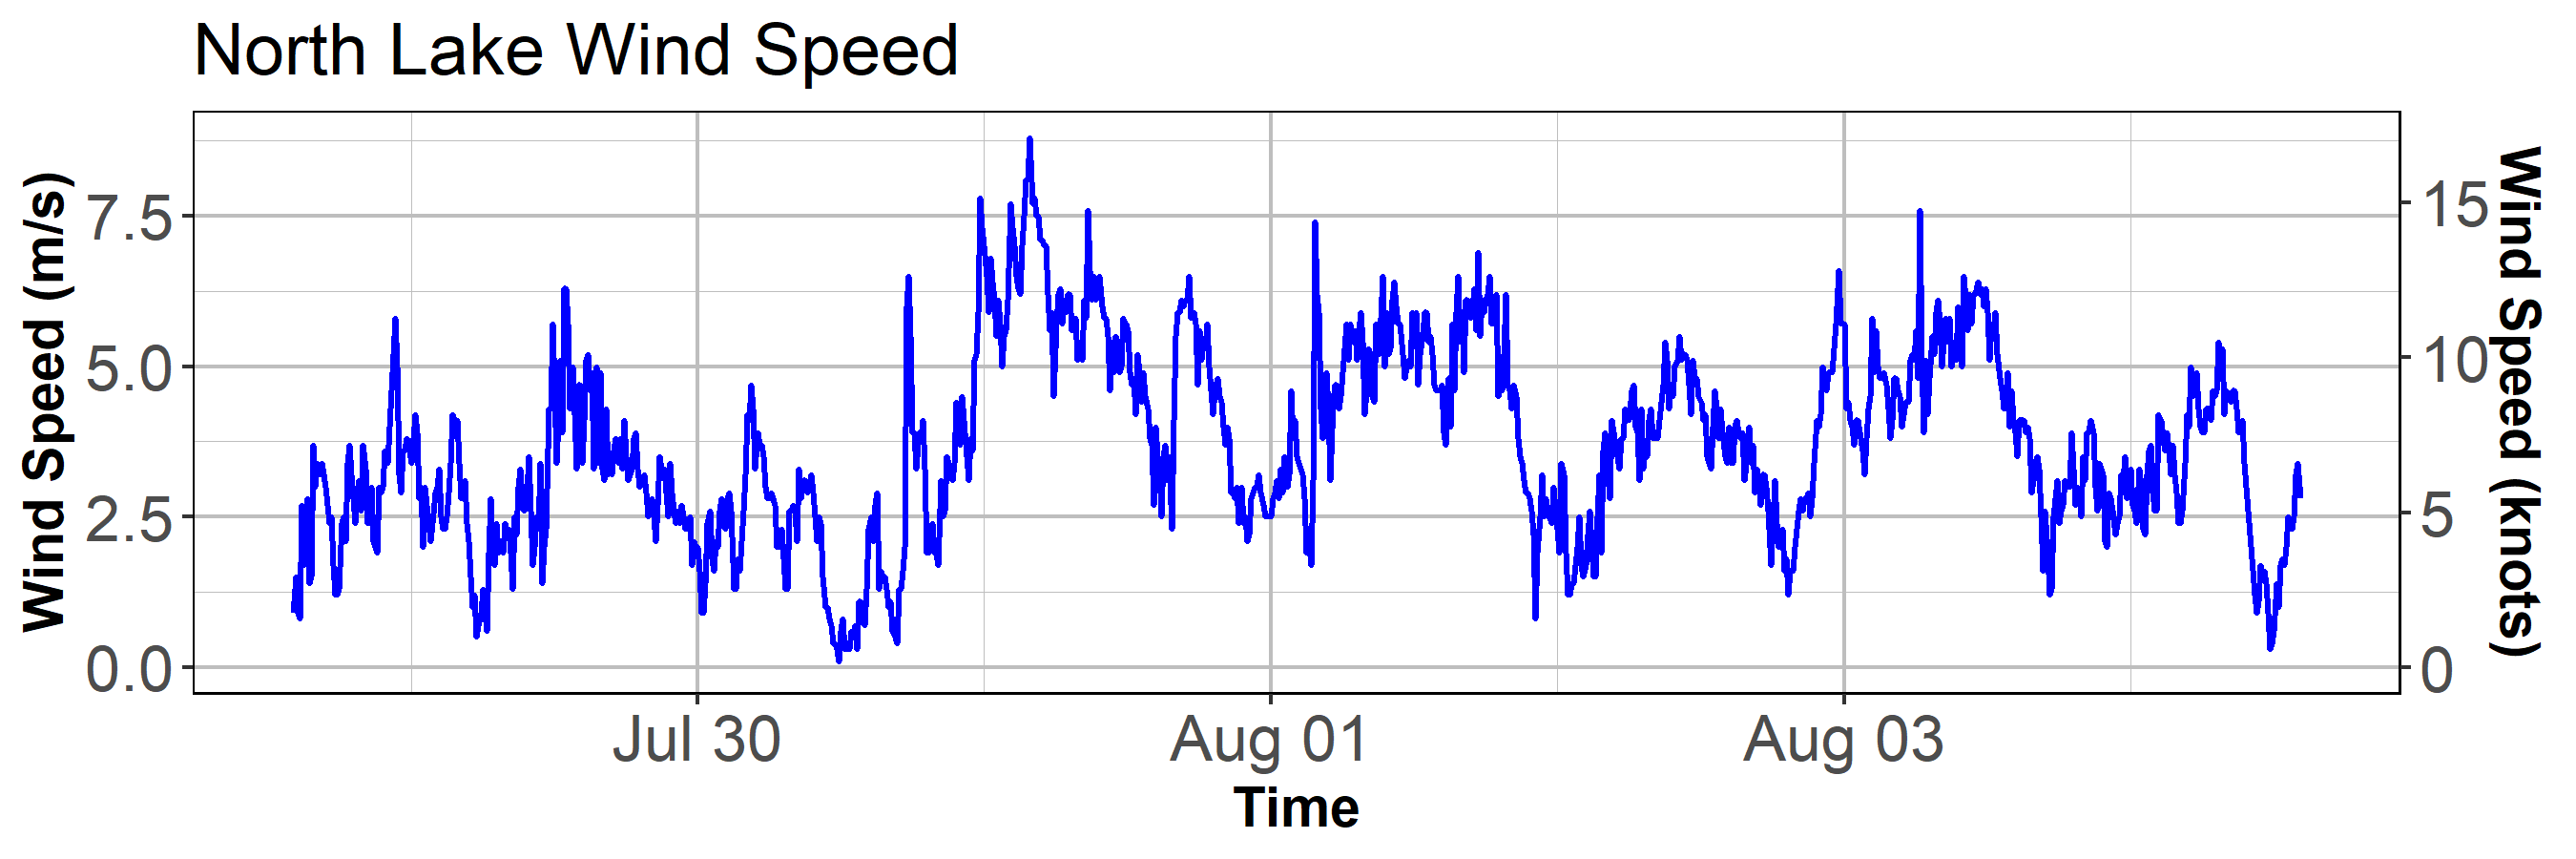 North Lake Wind Speed
Wind Speed (m/s)
7.5
5.0
2.5
0.0
15
10
5
0
Wind Speed (knots)
Jul 30
Aug 01
Aug 03
Time